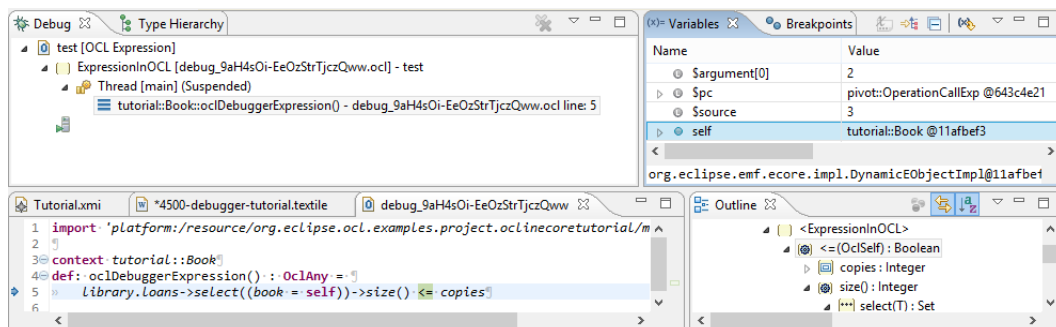 Debug Type Hierarchy
test [OCL Expression]
ExpressionInOCL [debug_9aH4sOi-EeOzStrTjczQww.ocl] - test
Thread [main] (Suspended)
tutorial::Book::oclDebuggerExpression() - debug_9aH4sOi-EeOzStrTjczQww.ocl line: 5
(x)= Variables Breakpoints
Name Value
$argument[0] 2
$pc pivot::OperationCallExp @643c4e21
$source 3
self tutorial::Book @11afbef3
org.eclipse.emf.ecore.impl.DynamicEObjectImpl@11afbef
Tutorial.xmi *4500-debugger-tutorial.textile debug_9aH4sOi-EeOzStrTjczQww
1 import 'platform:/resource/org.eclipse.ocl.examples.project.oclinecoretutorial/m
2
3 context tutorial::Book
4 def: oclDebuggerExpression() : OclAny =
5 library.loans->select((book = self))->size() <= copies
6
Outline
<ExpressionInOCL>
<=(OclSelf) : Boolean
copies : Integer
size() : Integer
select(T) : Set